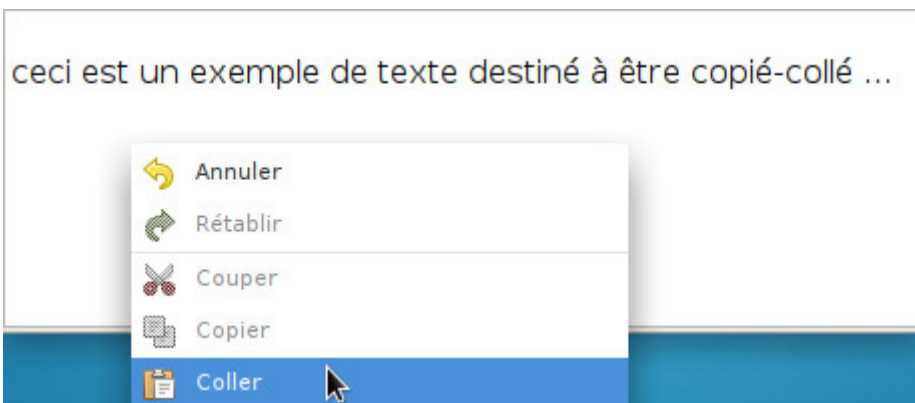 ceci est un exemple de texte destiné à être copié-collé ...
Annuler
Rétablir
Couper
Copier
Coller